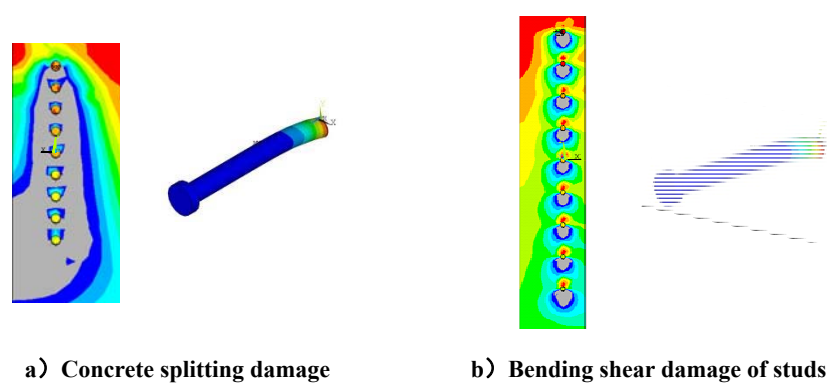 a）Concrete splitting damage
b）Bending shear damage of studs